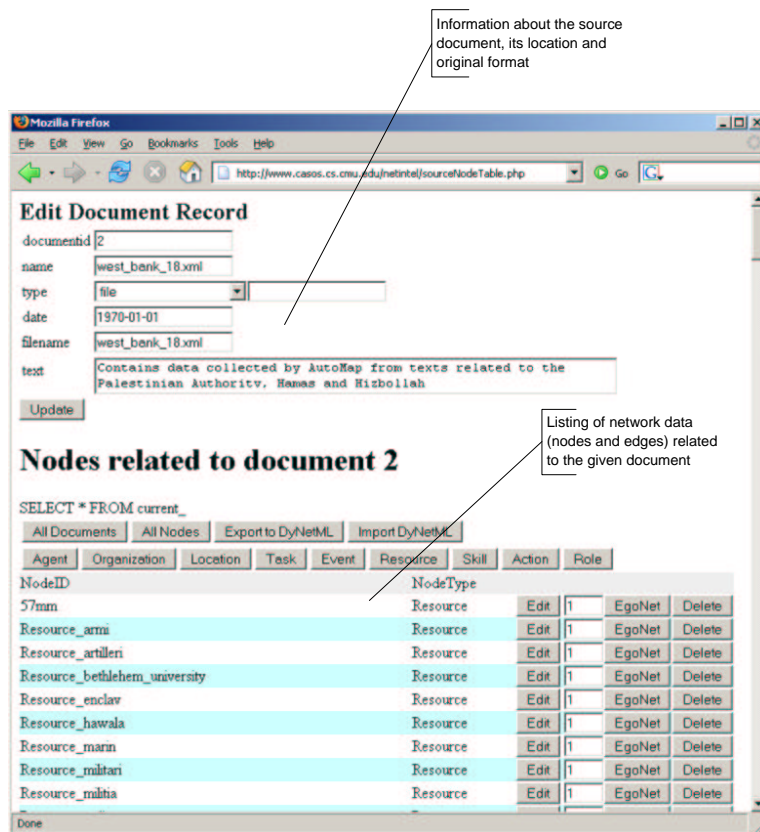 Information about the source
document, its location and
original format
Mozilla Firefox
File Edit View Go Bookmarks Tools Help
http://www.casos.cs.cmu.edu/netintel/sourceNodeTable.php Go G
Edit Document Record
documentid 2
name west_bank_18.xml
type file
date 1970-01-01
filename west_bank_18.xml
text Contains data collected by AutoMap from texts related to the
Palestinian Authority, Hamas and Hizbollah
Update
Listing of network data
(nodes and edges) related
to the given document
Nodes related to document 2
SELECT * FROM current_
All Documents All Nodes Export to DyNetML Import DyNetML
Agent Organization Location Task Event Resource Skill Action Role
NodeID NodeType
57mm Resource Edit 1 EgoNet Delete
Resource_armi Resource Edit 1 EgoNet Delete
Resource_artilleri Resource Edit 1 EgoNet Delete
Resource_bethlehem_university Resource Edit 1 EgoNet Delete
Resource_enclav Resource Edit 1 EgoNet Delete
Resource_hawala Resource Edit 1 EgoNet Delete
Resource_marin Resource Edit 1 EgoNet Delete
Resource_militari Resource Edit 1 EgoNet Delete
Resource_militia Resource Edit 1 EgoNet Delete
Done